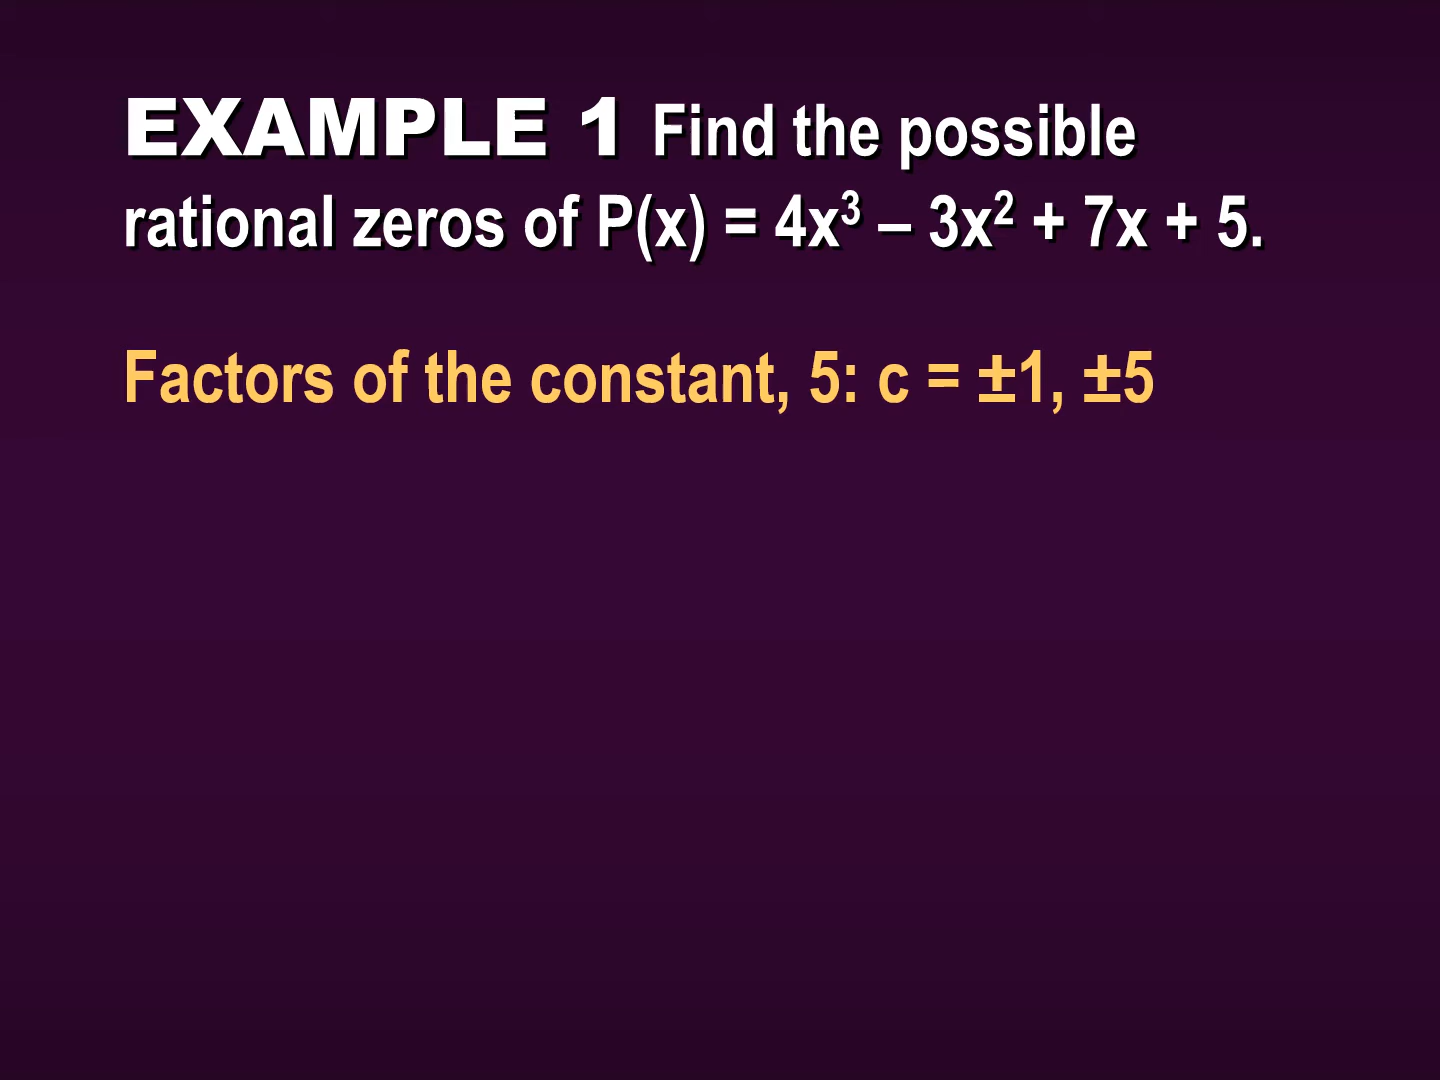 EXAMPLE 1 Find the possible
rational zeros of P(x) = 4x³ – 3x² + 7x + 5.
Factors of the constant, 5: c = ±1, ±5